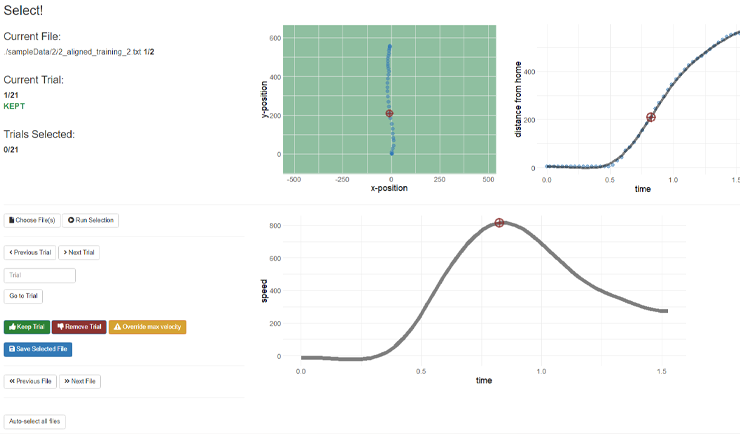 Select!
Current File:
./sampleData/2/2_aligned_training_2 txt 1/2
Current Trial:
1/21
KEPT
Trials Selected:
0/21
Choose File(s)
Run Selection
Previous Trial
Next Trial
Trial
Go to Trial
Keep Trial
Remove Trial
Override max velocity
Save Selected File
Previous File
Next File
Auto-select all files
600
400
200
0
y-position
-500
-250
0
250
500
x-position
400
200
0
distance from home
0.0
0.5
1.0
1.5
time
800
600
400
200
0
speed
0.0
0.5
1.0
1.5
time